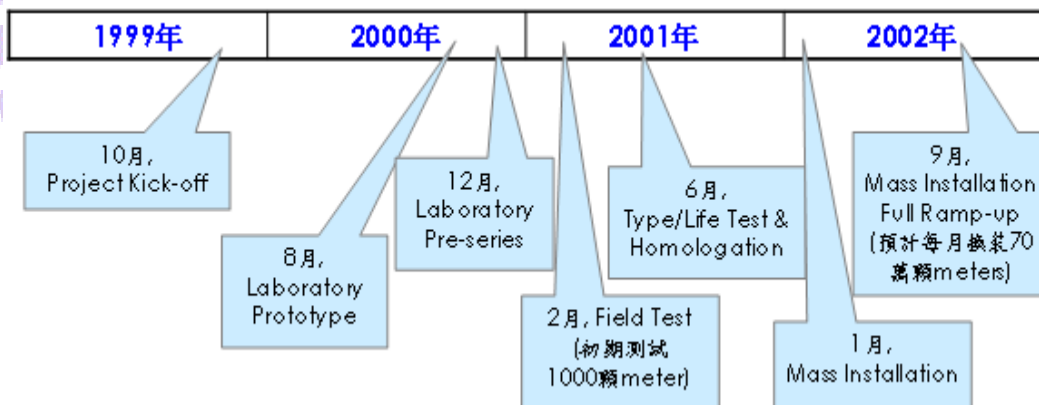 1999年
2000年
2001年
2002年
10月,
Project Kick-off
8月,
Laboratory
Prototype
12月,
Laboratory
Pre-series
2月, Field Test
(初期測試
1000顆meter)
6月,
Type/Life Test &
Homologation
1月,
Mass Installation
9月,
Mass Installation
Full Ramp-up
(預計每月換裝70
萬顆meters)